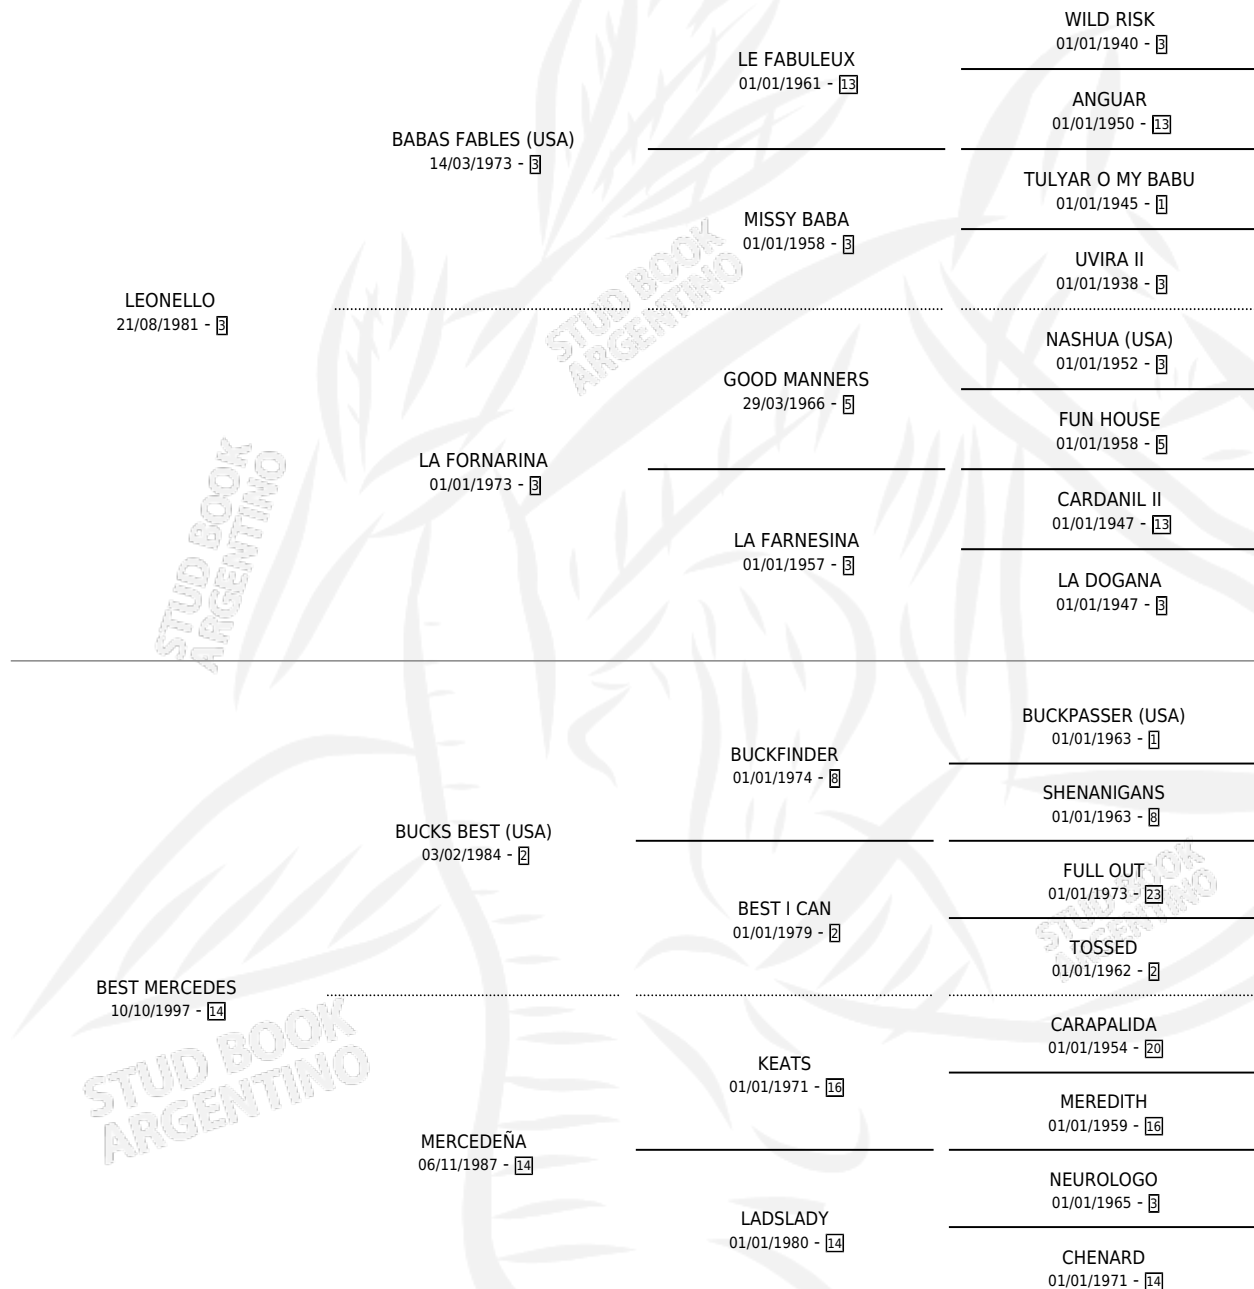 WILD RISK
01/01/1940 - 3
LE FABULEUX
01/01/1961 - 13
ANGUAR
01/01/1950 - 13
BABAS FABLES (USA)
14/03/1973 - 3
TULYAR O MY BABU
01/01/1945 - 1
MISSY BABA
01/01/1958 - 3
UVIRA II
01/01/1938 - 3
LEONELLO
21/08/1981 - 3
NASHUA (USA)
01/01/1952 - 3
GOOD MANNERS
29/03/1966 - 5
FUN HOUSE
01/01/1958 - 5
LA FORNARINA
01/01/1973 - 3
CARDANIL II
01/01/1947 - 13
LA FARNESINA
01/01/1957 - 3
LA DOGANA
01/01/1947 - 3
BUCKPASSER (USA)
01/01/1963 - 1
BUCKFINDER
01/01/1974 - 8
SHENANIGANS
01/01/1963 - 8
BUCKS BEST (USA)
03/02/1984 - 2
FULL OUT
01/01/1973 - 23
BEST I CAN
01/01/1979 - 2
TOSSED
01/01/1962 - 2
BEST MERCEDES
10/10/1997 - 14
CARAPALIDA
01/01/1954 - 20
KEATS
01/01/1971 - 16
MEREDITH
01/01/1959 - 16
MERCEDEÑA
06/11/1987 - 14
NEUROLOGO
01/01/1965 - 3
LADSLADY
01/01/1980 - 14
CHENARD
01/01/1971 - 14
STUD BOOK
ARGENTINO
STUD BOOK
ARGENTINO
STUD BOOK
ARGENTINO
STUD BOOK
ARGENTINO